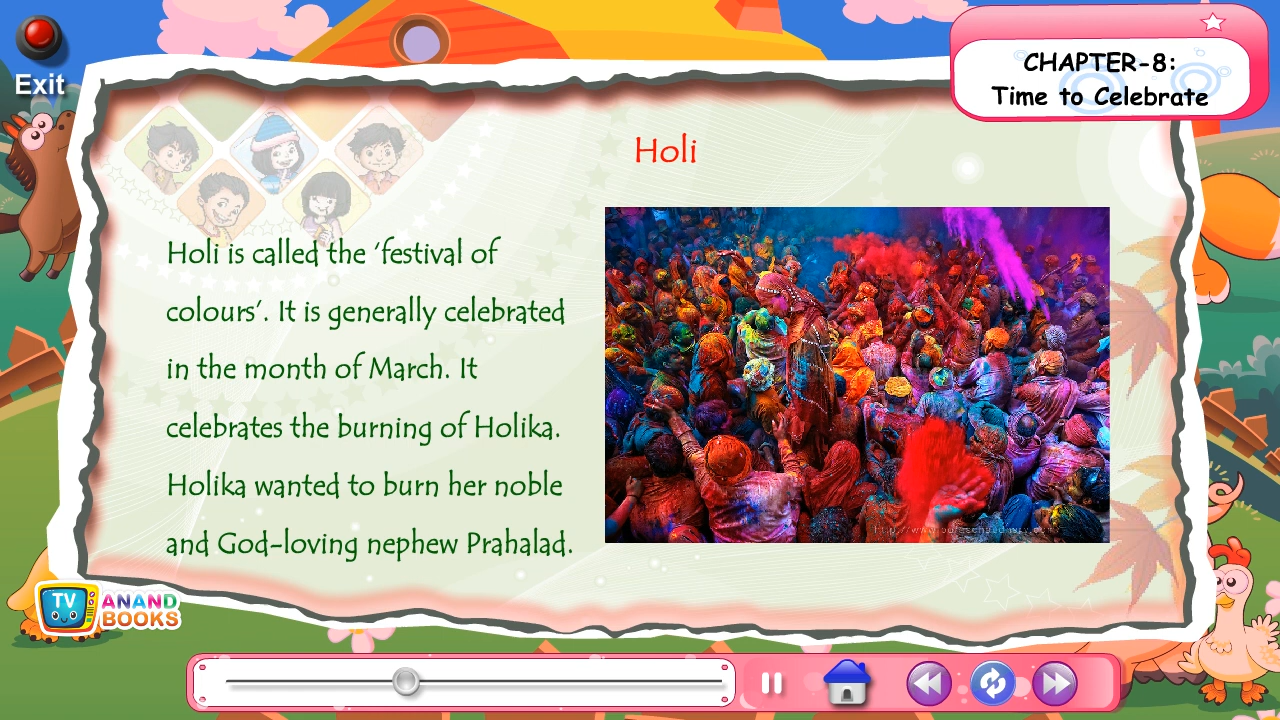 Exit
CHAPTER-8:
Time to Celebrate
Holi
Holi is called the ‘festival of
colours’. It is generally celebrated
in the month of March. It
celebrates the burning of Holika.
Holika wanted to burn her noble
and God-loving nephew Prahalad.
TV
ANAND
BOOKS